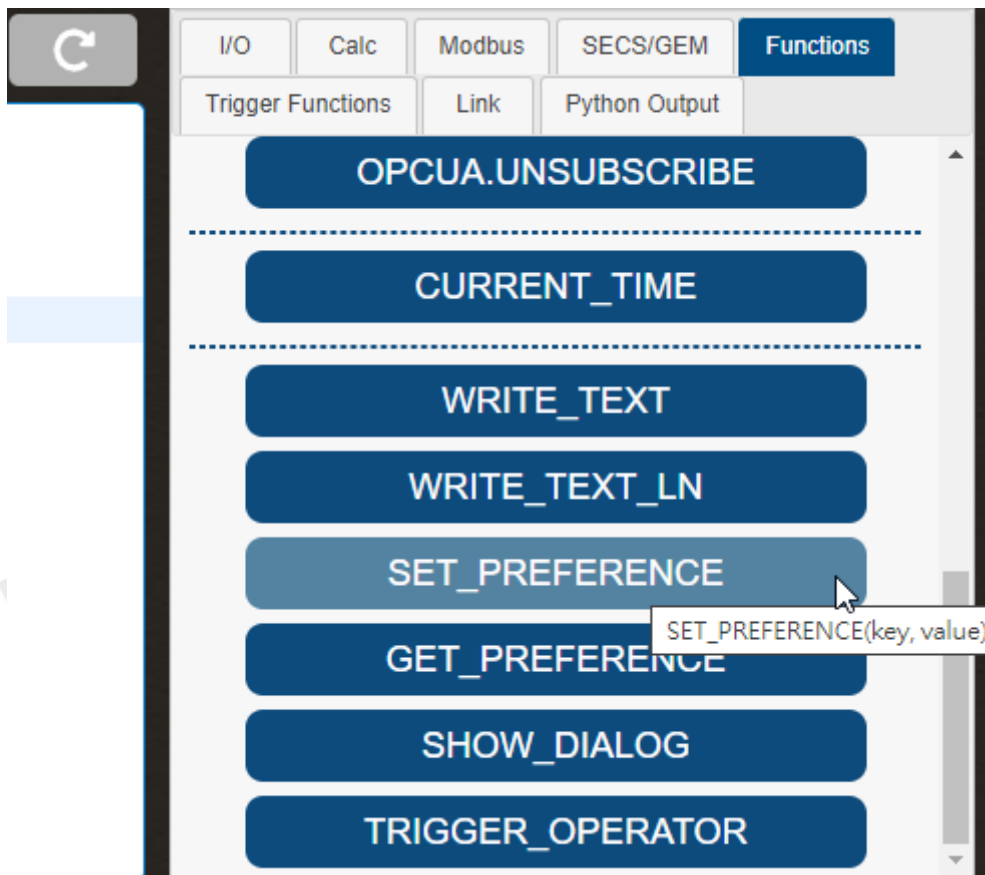 I/O Calc Modbus SECS/GEM Functions
Trigger Functions Link Python Output
OPCUA.UNSUBSCRIBE
CURRENT_TIME
WRITE_TEXT
WRITE_TEXT_LN
SET_PREFERENCE
SET_PREFERENCE(key, value)
GET_PREFERENCE
SHOW_DIALOG
TRIGGER_OPERATOR